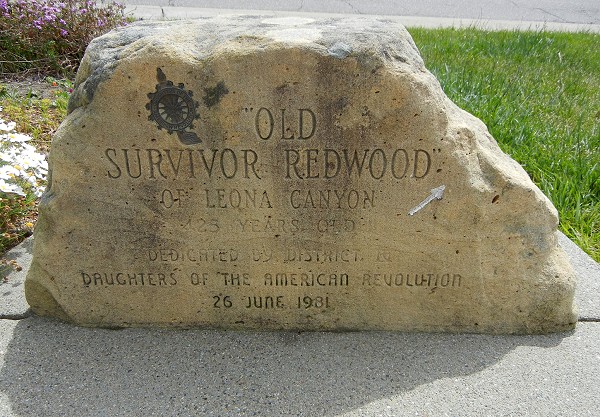 "OLD
SURVIVOR REDWOOD"
OF LEONA CANYON
YEARS OLD
DEDICATED BY DISTRICT
DAUGHTERS OF THE AMERICAN REVOLUTION
26 JUNE 1981